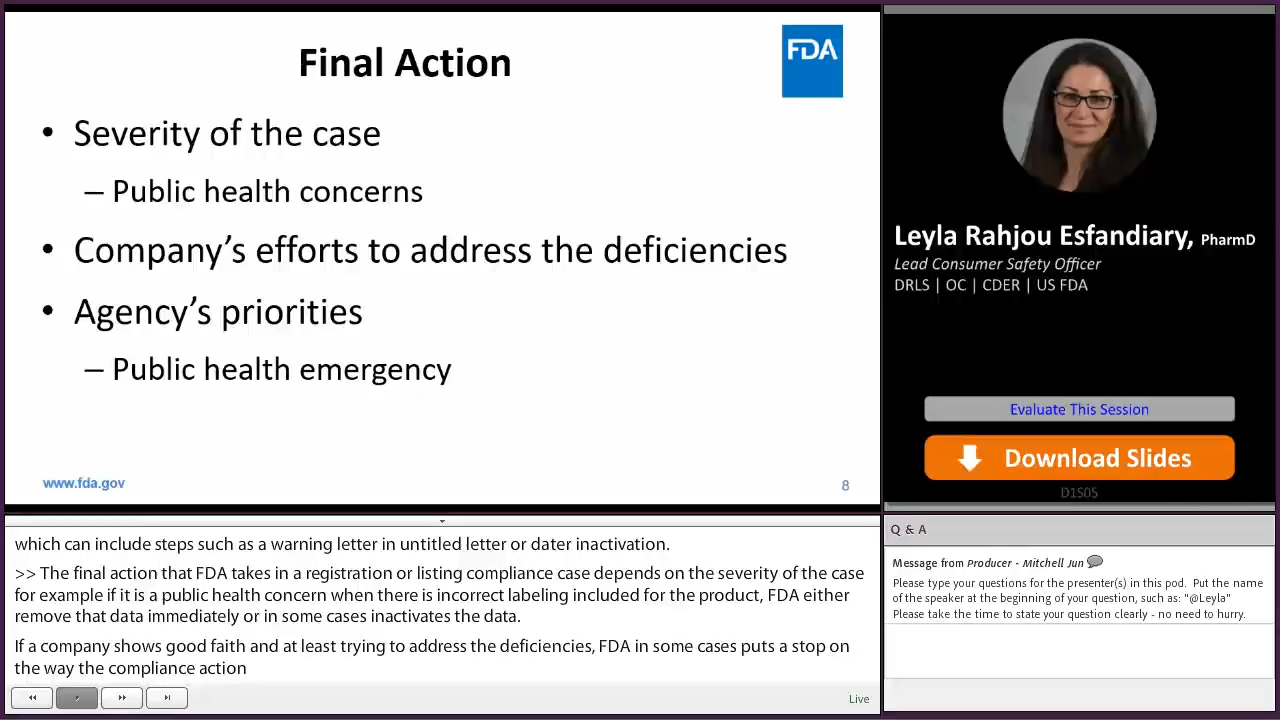 Final Action
FDA
• Severity of the case
– Public health concerns
• Company's efforts to address the deficiencies
• Agency's priorities
– Public health emergency
www.fda.gov
8
Leyla Rahjou Esfandiary, PharmD
Lead Consumer Safety Officer
DRLS | OC | CDER | US FDA
Evaluate This Session
Download Slides
D1S05
which can include steps such as a warning letter in untitled letter or dater inactivation.
>> The final action that FDA takes in a registration or listing compliance case depends on the severity of the case
for example if it is a public health concern when there is incorrect labeling included for the product, FDA either
remove that data immediately or in some cases inactivates the data.
If a company shows good faith and at least trying to address the deficiencies, FDA in some cases puts a stop on
the way the compliance action
Live
Q & A
Message from Producer - Mitchell Jun
Please type your questions for the presenter(s) in this pod. Put the name
of the speaker at the beginning of your question, such as: "@Leyla"
Please take the time to state your question clearly - no need to hurry.